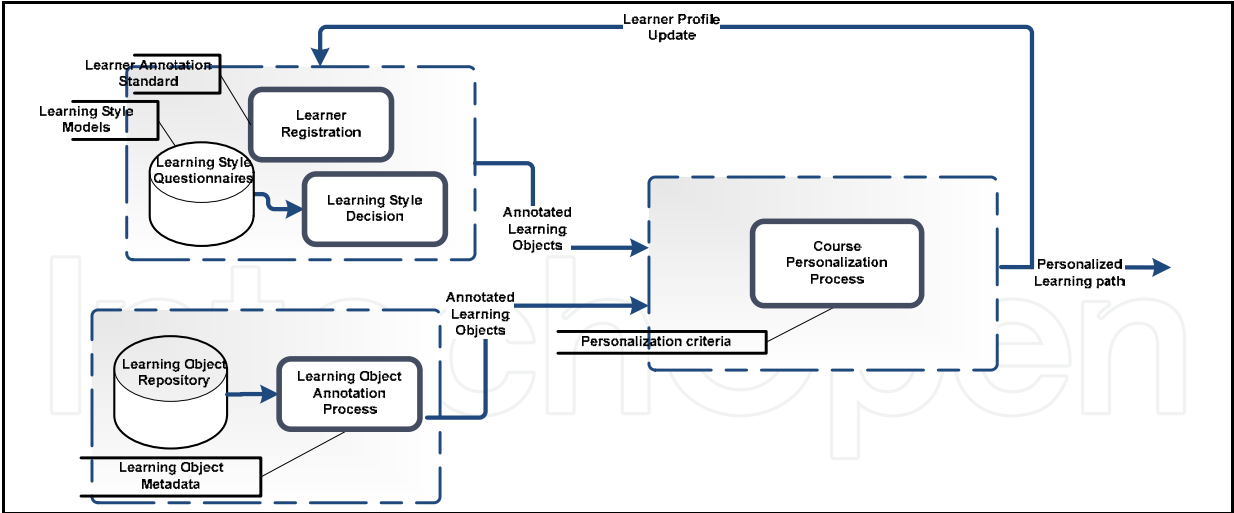 Learner Profile
Update
Learner Annotation
Standard
Learning Style
Models
Learner
Registration
Learning Style
Questionnaires
Learning Style
Decision
Annotated
Learning
Objects
Course
Personalization
Process
Personalized
Learning path
Annotated
Learning
Objects
Personalization criteria
Learning Object
Repository
Learning Object
Annotation
Process
Learning Object
Metadata
IntechOpen